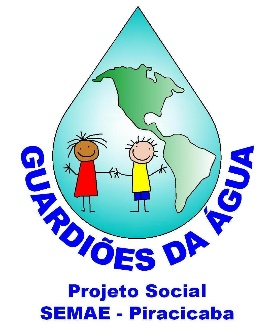 GUARDIÕES DA ÁGUA
Projeto Social
SEMAE - Piracicaba